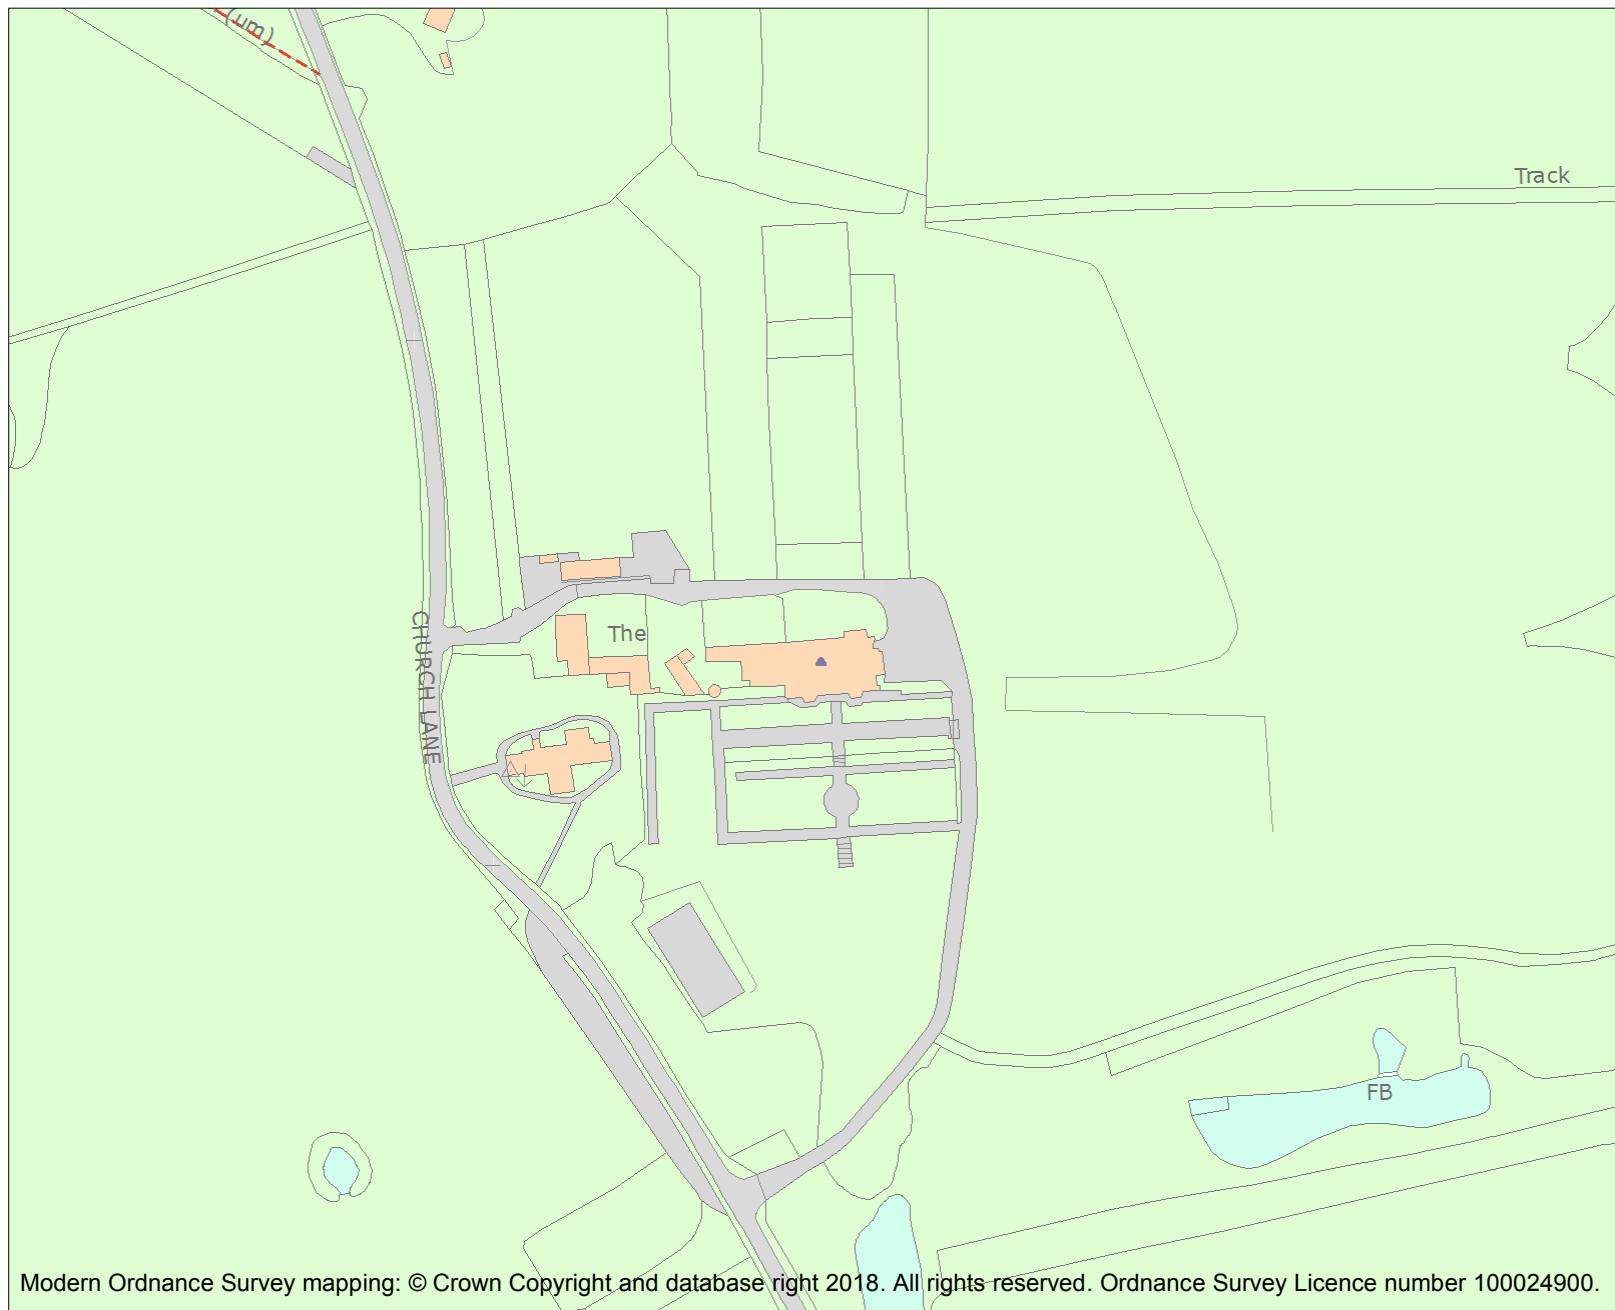 (um)
Track
The
CHURCH LANE
FB
Modern Ordnance Survey mapping: © Crown Copyright and database right 2018. All rights reserved. Ordnance Survey Licence number 100024900.